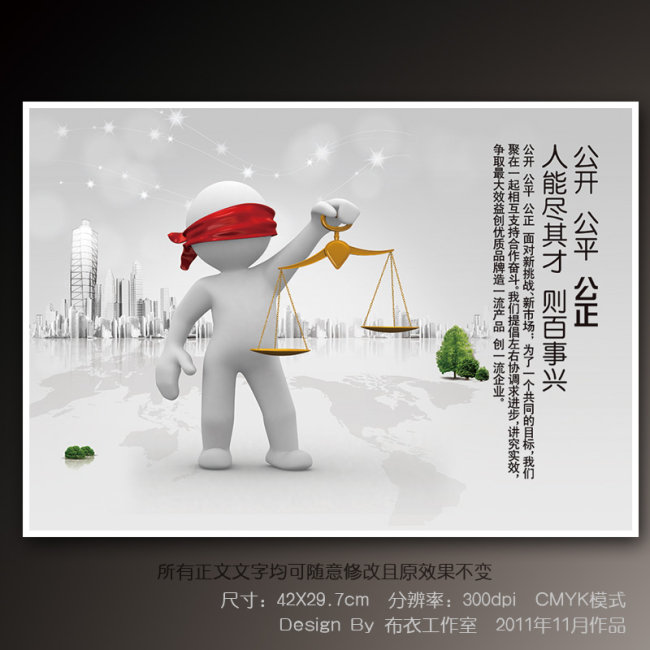 公开 公平 公正
人能尽其才 则百事兴
公开 公平 公正 面对新挑战、新市场；为了一个共同的目标，我们
聚在一起相互支持合作奋斗。我们提倡左右协调求进步，讲究实效，
争取最大效益创优质品牌造一流产品 创一流企业。
所有正文文字均可随意修改且原效果不变
尺寸：42X29.7cm 分辨率：300dpi CMYK模式
Design By 布衣工作室 2011年11月作品